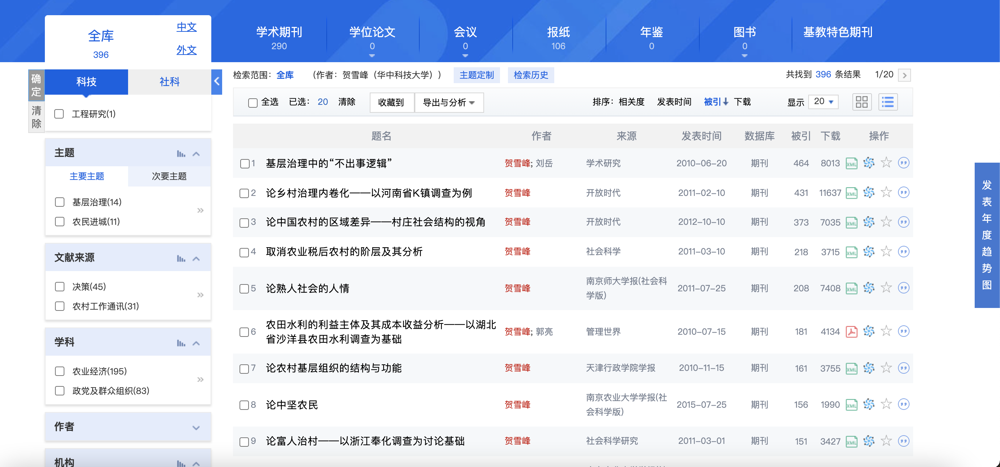 全库
396
中文
外文
学术期刊
290
学位论文
0
会议
0
报纸
106
年鉴
0
图书
0
基教特色期刊
确定
清除
科技
社科
工程研究(1)
主题
主要主题
次要主题
基层治理(14)
农民进城(11)
文献来源
决策(45)
农村工作通讯(31)
学科
农业经济(195)
政党及群众组织(83)
作者
机构
检索范围：全库 （作者：贺雪峰（华中科技大学）） 主题定制 检索历史 共找到 396 条结果 1/20
全选 已选：20 清除 收藏到 导出与分析 排序：相关度 发表时间 被引 下载 显示 20
题名 作者 来源 发表时间 数据库 被引 下载 操作
1 基层治理中的“不出事逻辑” 贺雪峰; 刘岳 学术研究 2010-06-20 期刊 464 8013 XML
2 论乡村治理内卷化——以河南省K镇调查为例 贺雪峰 开放时代 2011-02-10 期刊 431 11637 XML
3 论中国农村的区域差异——村庄社会结构的视角 贺雪峰 开放时代 2012-10-10 期刊 373 7035 XML
4 取消农业税后农村的阶层及其分析 贺雪峰 社会科学 2011-03-10 期刊 218 3715 XML
5 论熟人社会的人情 贺雪峰 南京师大学报(社会科学版) 2011-07-25 期刊 208 7408 XML
6 农田水利的利益主体及其成本收益分析——以湖北省沙洋县农田水利调查为基础 贺雪峰; 郭亮 管理世界 2010-07-15 期刊 181 4134
7 论农村基层组织的结构与功能 贺雪峰 天津行政学院学报 2010-11-15 期刊 161 3755 XML
8 论中坚农民 贺雪峰 南京农业大学学报(社会科学版) 2015-07-25 期刊 156 1990 XML
9 论富人治村——以浙江奉化调查为讨论基础 贺雪峰 社会科学研究 2011-03-01 期刊 151 3427 XML
发表年度趋势图